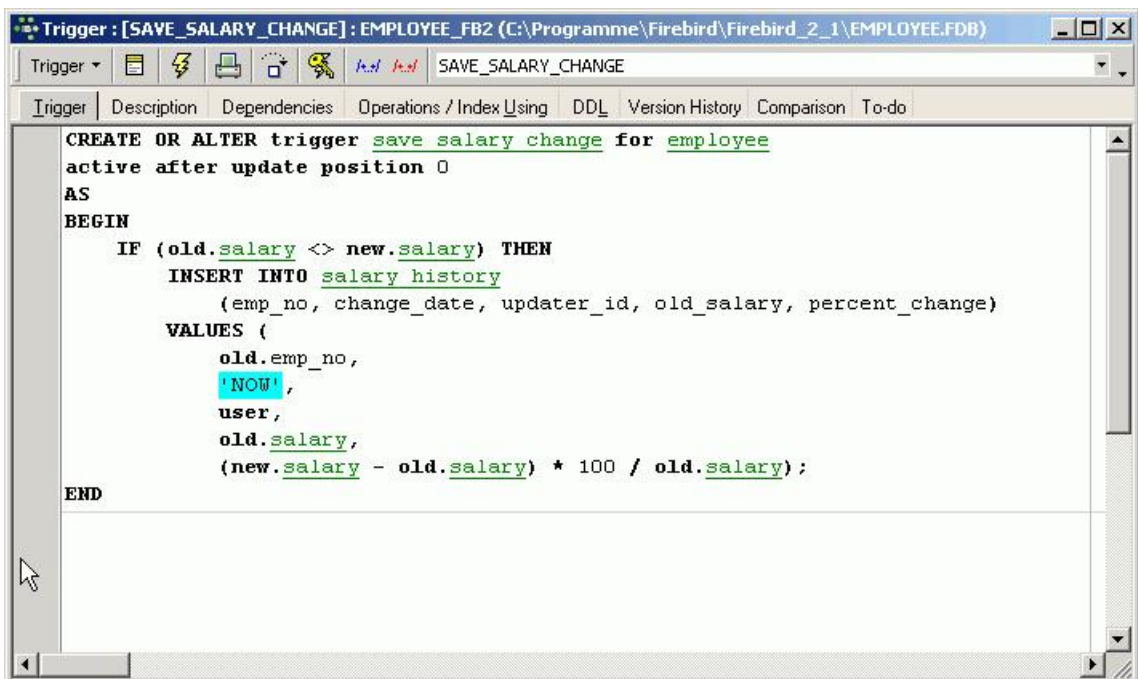 Trigger : [SAVE_SALARY_CHANGE] : EMPLOYEE_FB2 (C:\Programme\Firebird\Firebird_2_1\EMPLOYEE.FDB)
Trigger SAVE_SALARY_CHANGE
Trigger Description Dependencies Operations / Index Using DDL Version History Comparison To-do
CREATE OR ALTER trigger save_salary_change for employee
active after update position 0
AS
BEGIN
IF (old.salary <> new.salary) THEN
INSERT INTO salary_history
(emp_no, change_date, updater_id, old_salary, percent_change)
VALUES (
old.emp_no,
'NOW',
user,
old.salary,
(new.salary - old.salary) * 100 / old.salary);
END